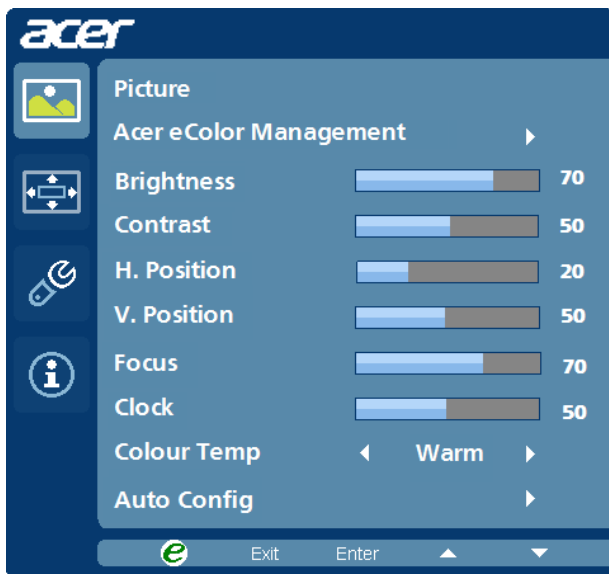 acer
Picture
Acer eColor Management
Brightness 70
Contrast 50
H. Position 20
V. Position 50
Focus 70
Clock 50
Colour Temp Warm
Auto Config
e Exit Enter